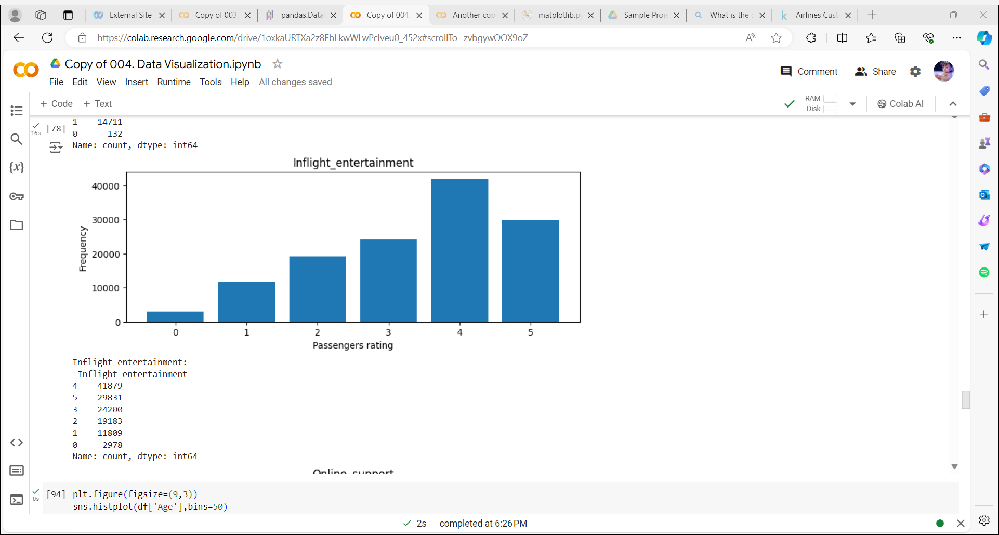 External Site
Copy of 003.
pandas.Data
Copy of 004.
Another cop
matplotlib.p
Sample Proje
What is the
Airlines Cust
https://colab.research.google.com/drive/1oxkaURTXa2z8EbLkwWLwPcIveu0_452x#scrollTo=zvbgywOOX9oZ
Copy of 004. Data Visualization.ipynb
Comment
Share
File Edit View Insert Runtime Tools Help All changes saved
+ Code + Text
RAM
Disk
Colab AI
16s
[78]
1 14711
0 132
Name: count, dtype: int64
Inflight_entertainment
40000
30000
20000
10000
0
Frequency
0 1 2 3 4 5
Passengers rating
Inflight_entertainment:
Inflight_entertainment
4 41879
5 29831
3 24200
2 19183
1 11809
0 2978
Name: count, dtype: int64
Online_support
0s
[94] plt.figure(figsize=(9,3))
sns.histplot(df['Age'],bins=50)
2s completed at 6:26 PM